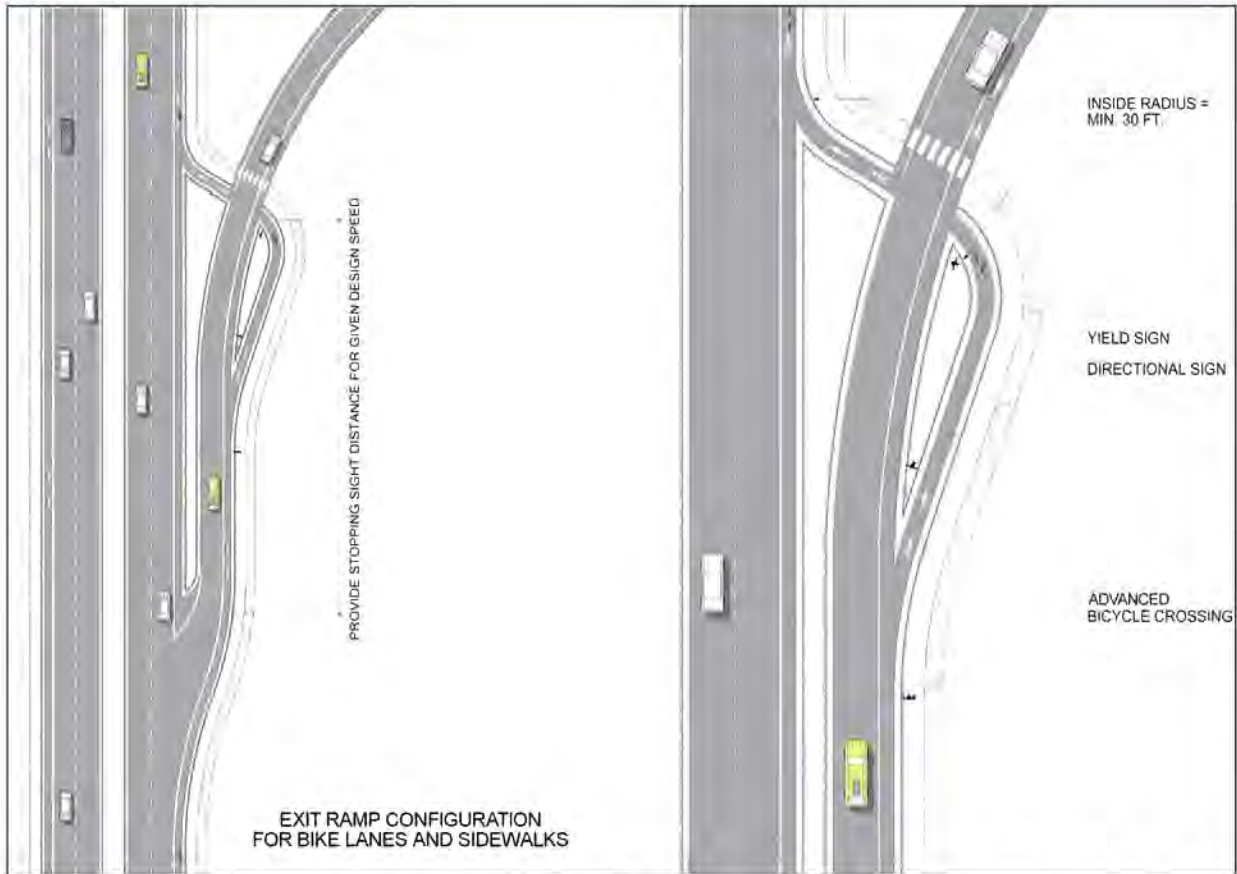 PROVIDE STOPPING SIGHT DISTANCE FOR GIVEN DESIGN SPEED
EXIT RAMP CONFIGURATION
FOR BIKE LANES AND SIDEWALKS
INSIDE RADIUS =
MIN. 30 FT.
YIELD SIGN
DIRECTIONAL SIGN
ADVANCED
BICYCLE CROSSING